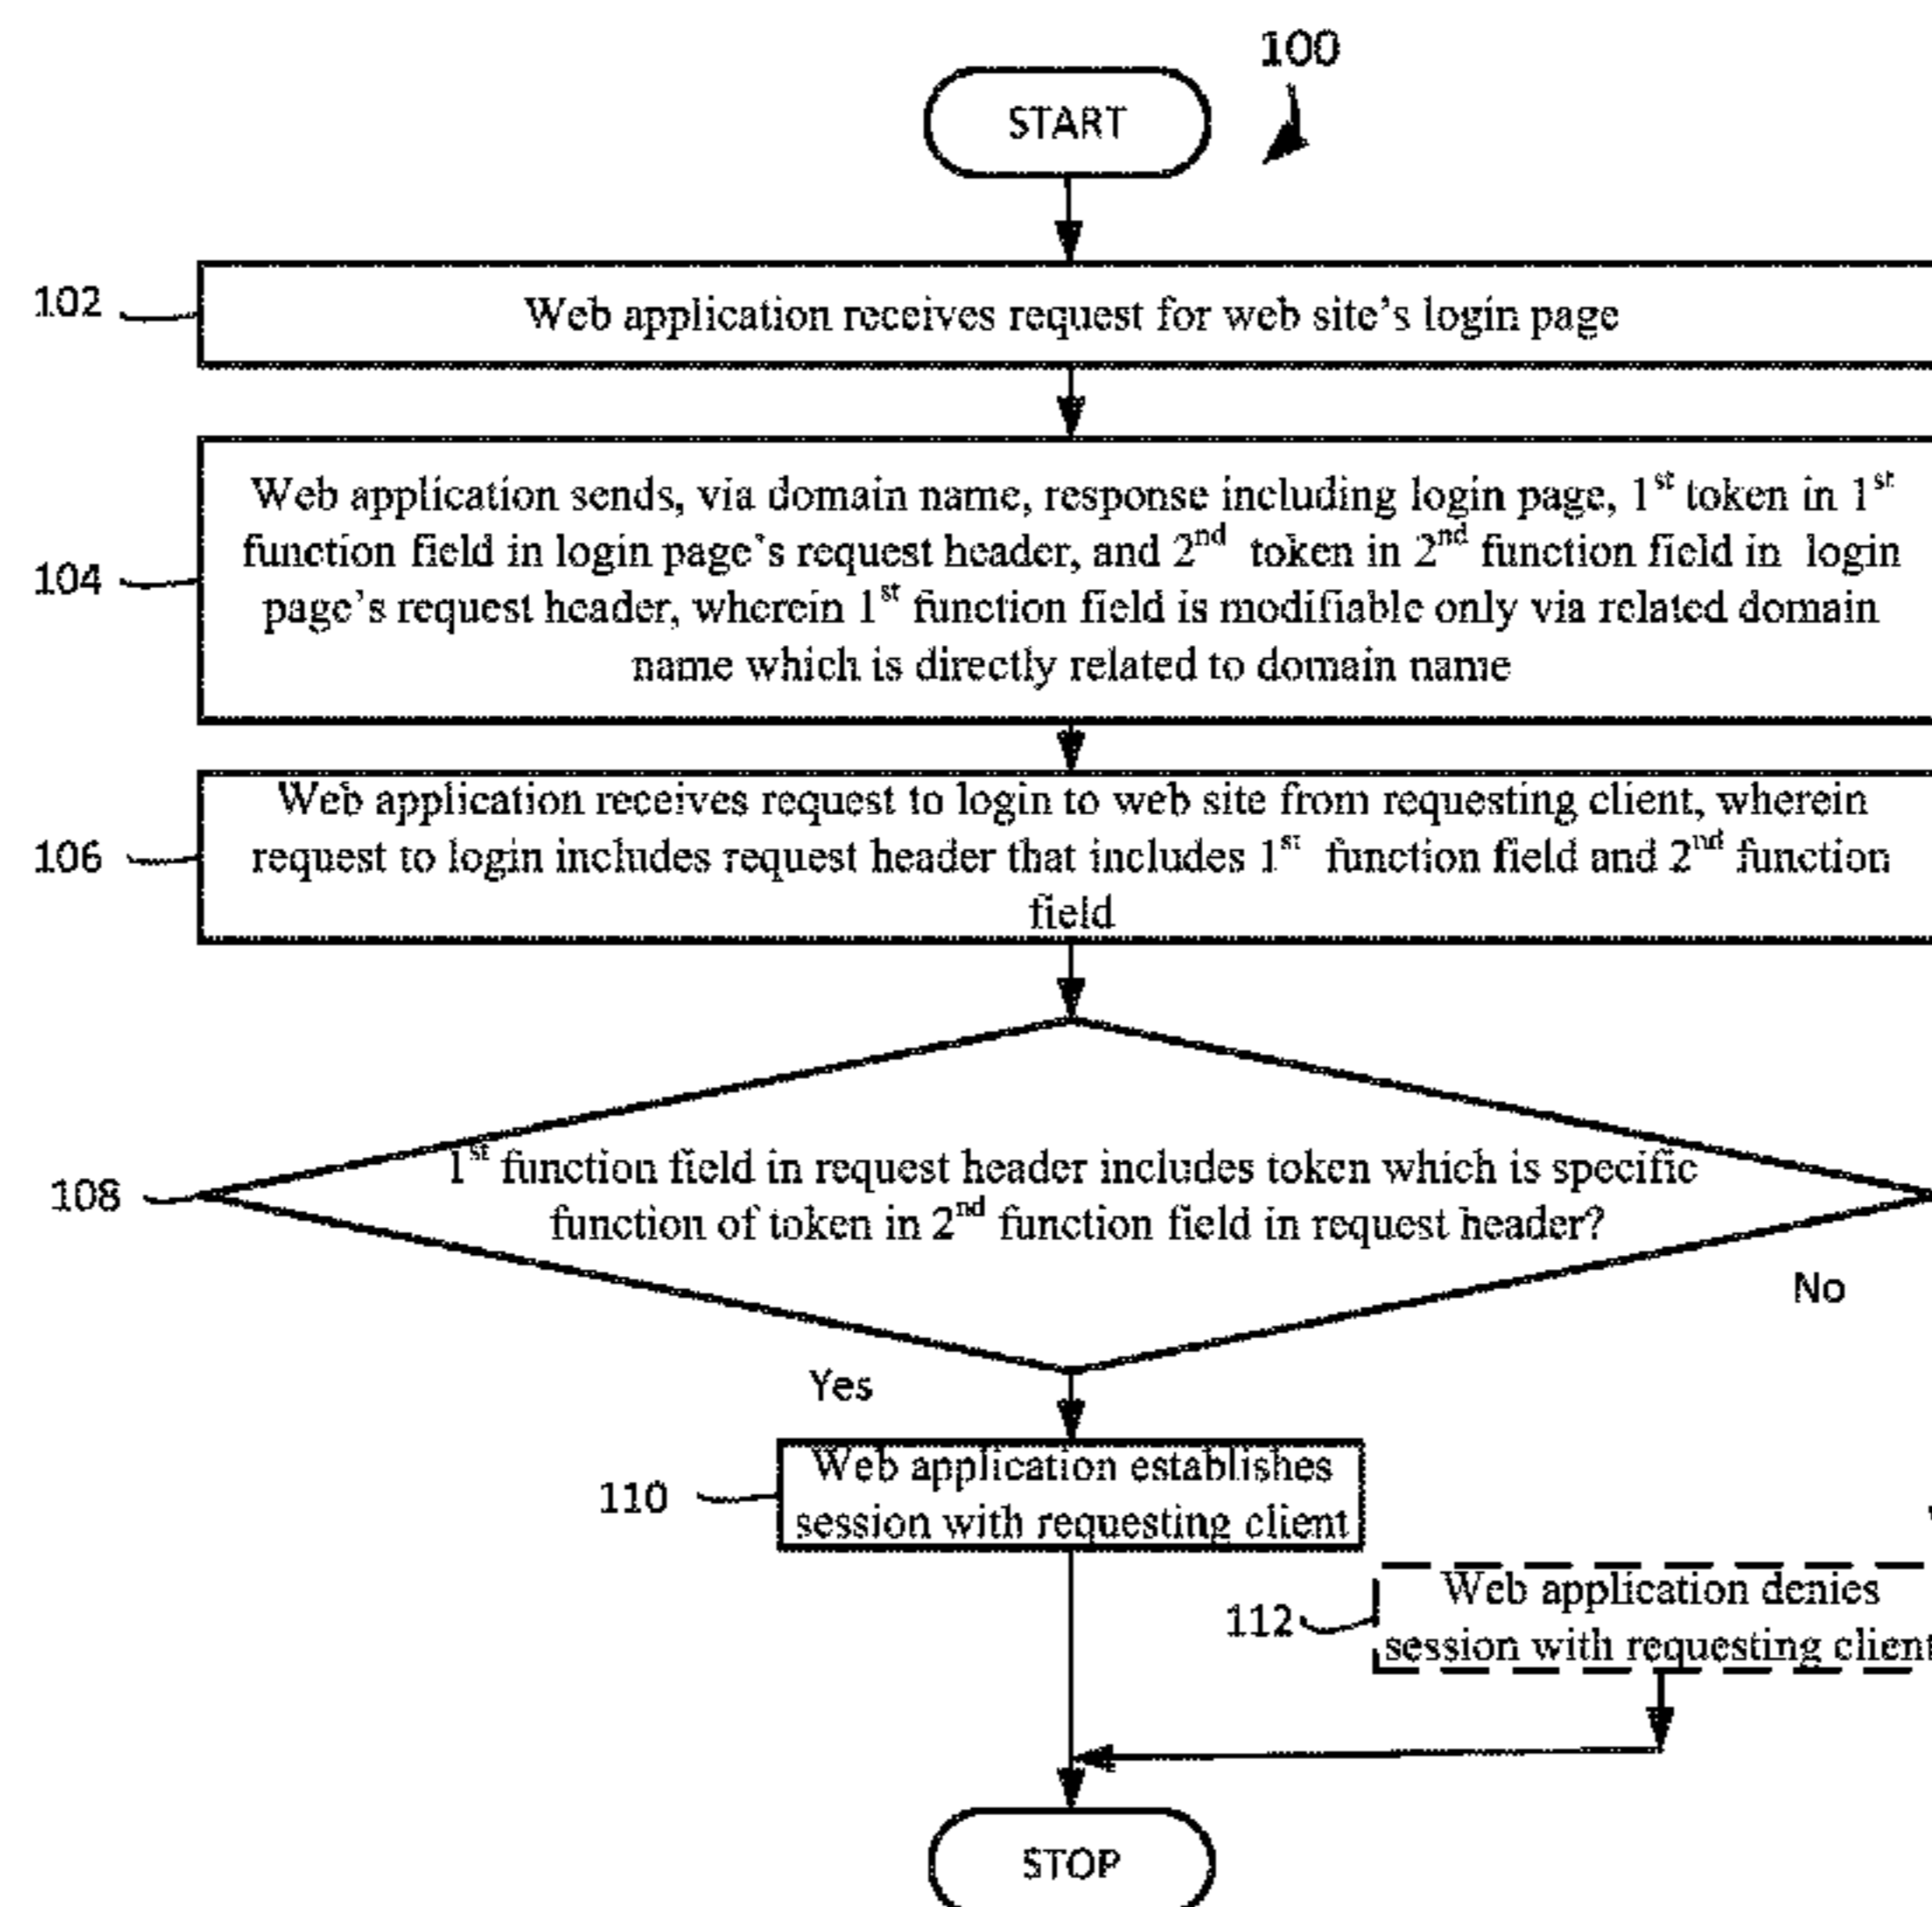 100
START
102
Web application receives request for web site's login page
Web application sends, via domain name, response including login page, 1st token in 1st
function field in login page's request header, and 2nd token in 2nd function field in login
104
page's request header, wherein 1st function field is modifiable only via related domain
name which is directly related to domain name
Web application receives request to login to web site from requesting client, wherein
106
request to login includes request header that includes 1st function field and 2nd function
field
1st function field in request header includes token which is specific
108
function of token in 2nd function field in request header?
No
Yes
Web application establishes
110
session with requesting client
Web application denies
112
session with requesting client
STOP